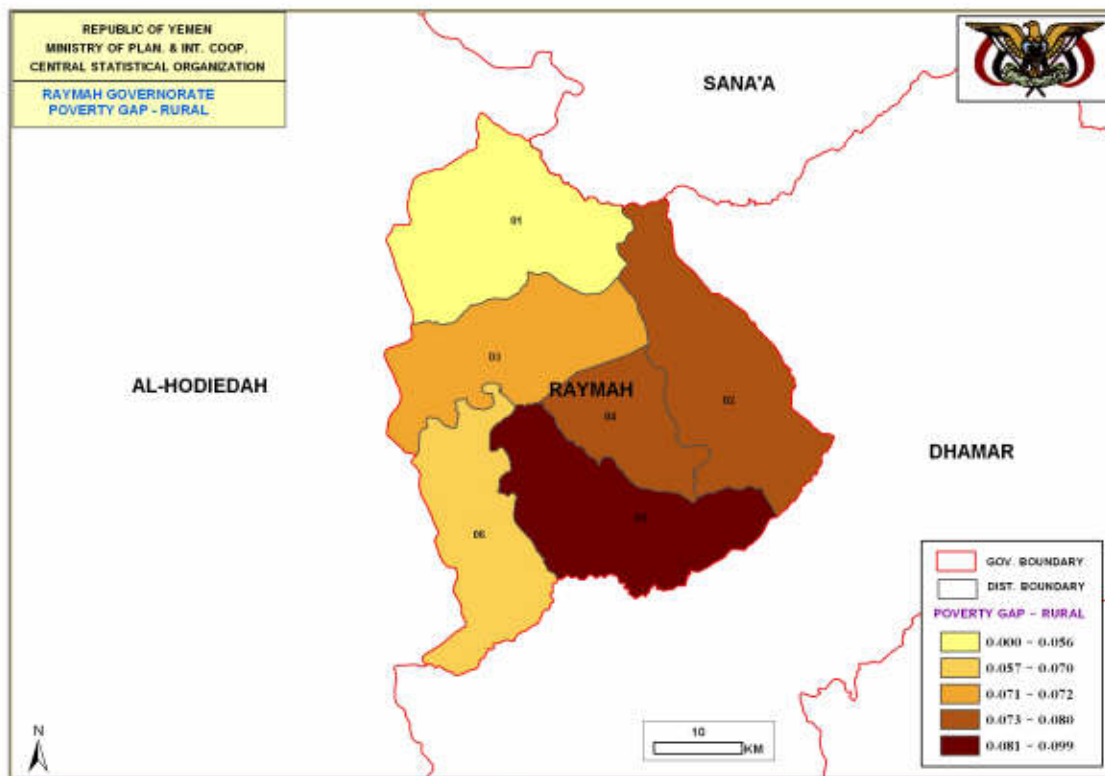 REPUBLIC OF YEMEN
MINISTRY OF PLAN. & INT. COOP.
CENTRAL STATISTICAL ORGANIZATION
RAYMAH GOVERNORATE
POVERTY GAP - RURAL
SANA'A
01
AL-HODIEDAH
03
RAYMAH
02
DHAMAR
GOV. BOUNDARY
DIST. BOUNDARY
POVERTY GAP - RURAL
0.000 - 0.056
0.057 - 0.070
0.071 - 0.072
0.073 - 0.080
0.081 - 0.099
N
10
KM